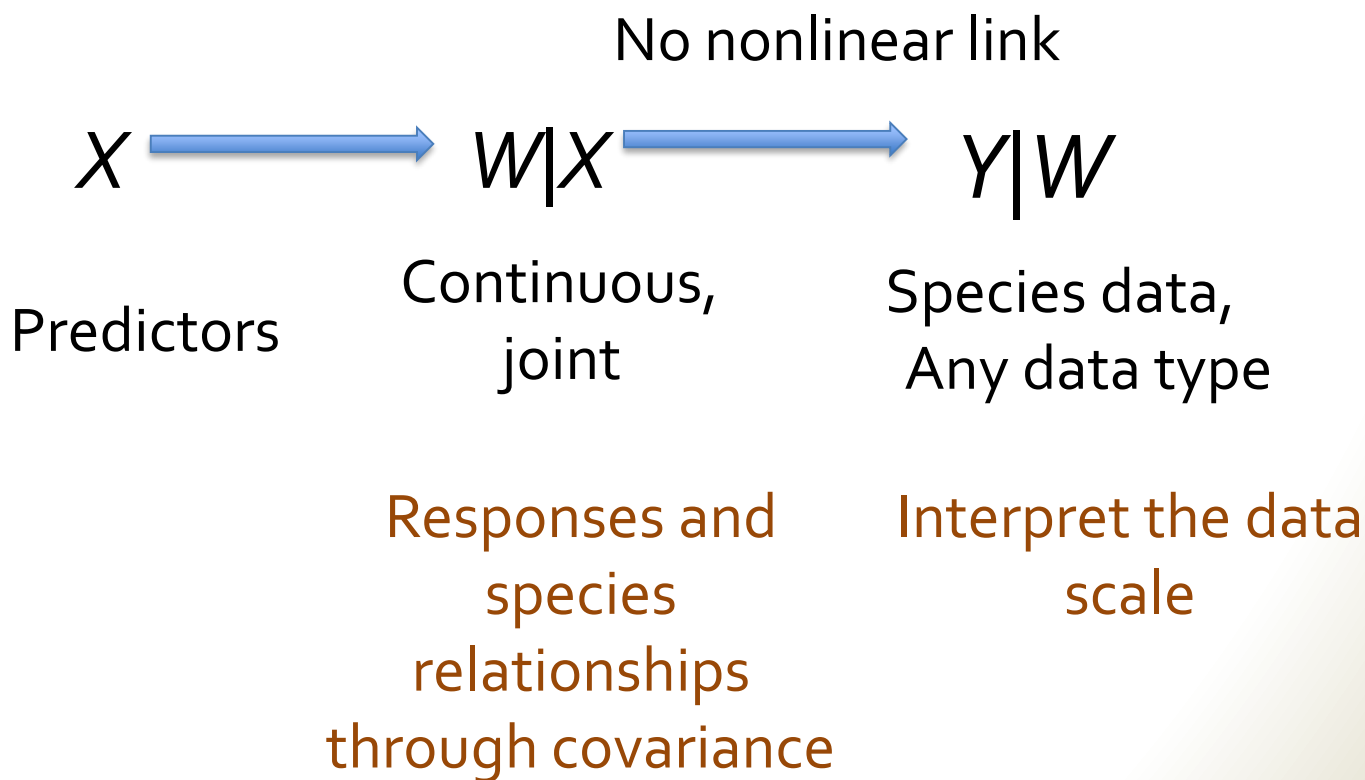 No nonlinear link
X
W|X
Y|W
Predictors
Continuous,
joint
Species data,
Any data type
Responses and
species
relationships
through covariance
Interpret the data
scale